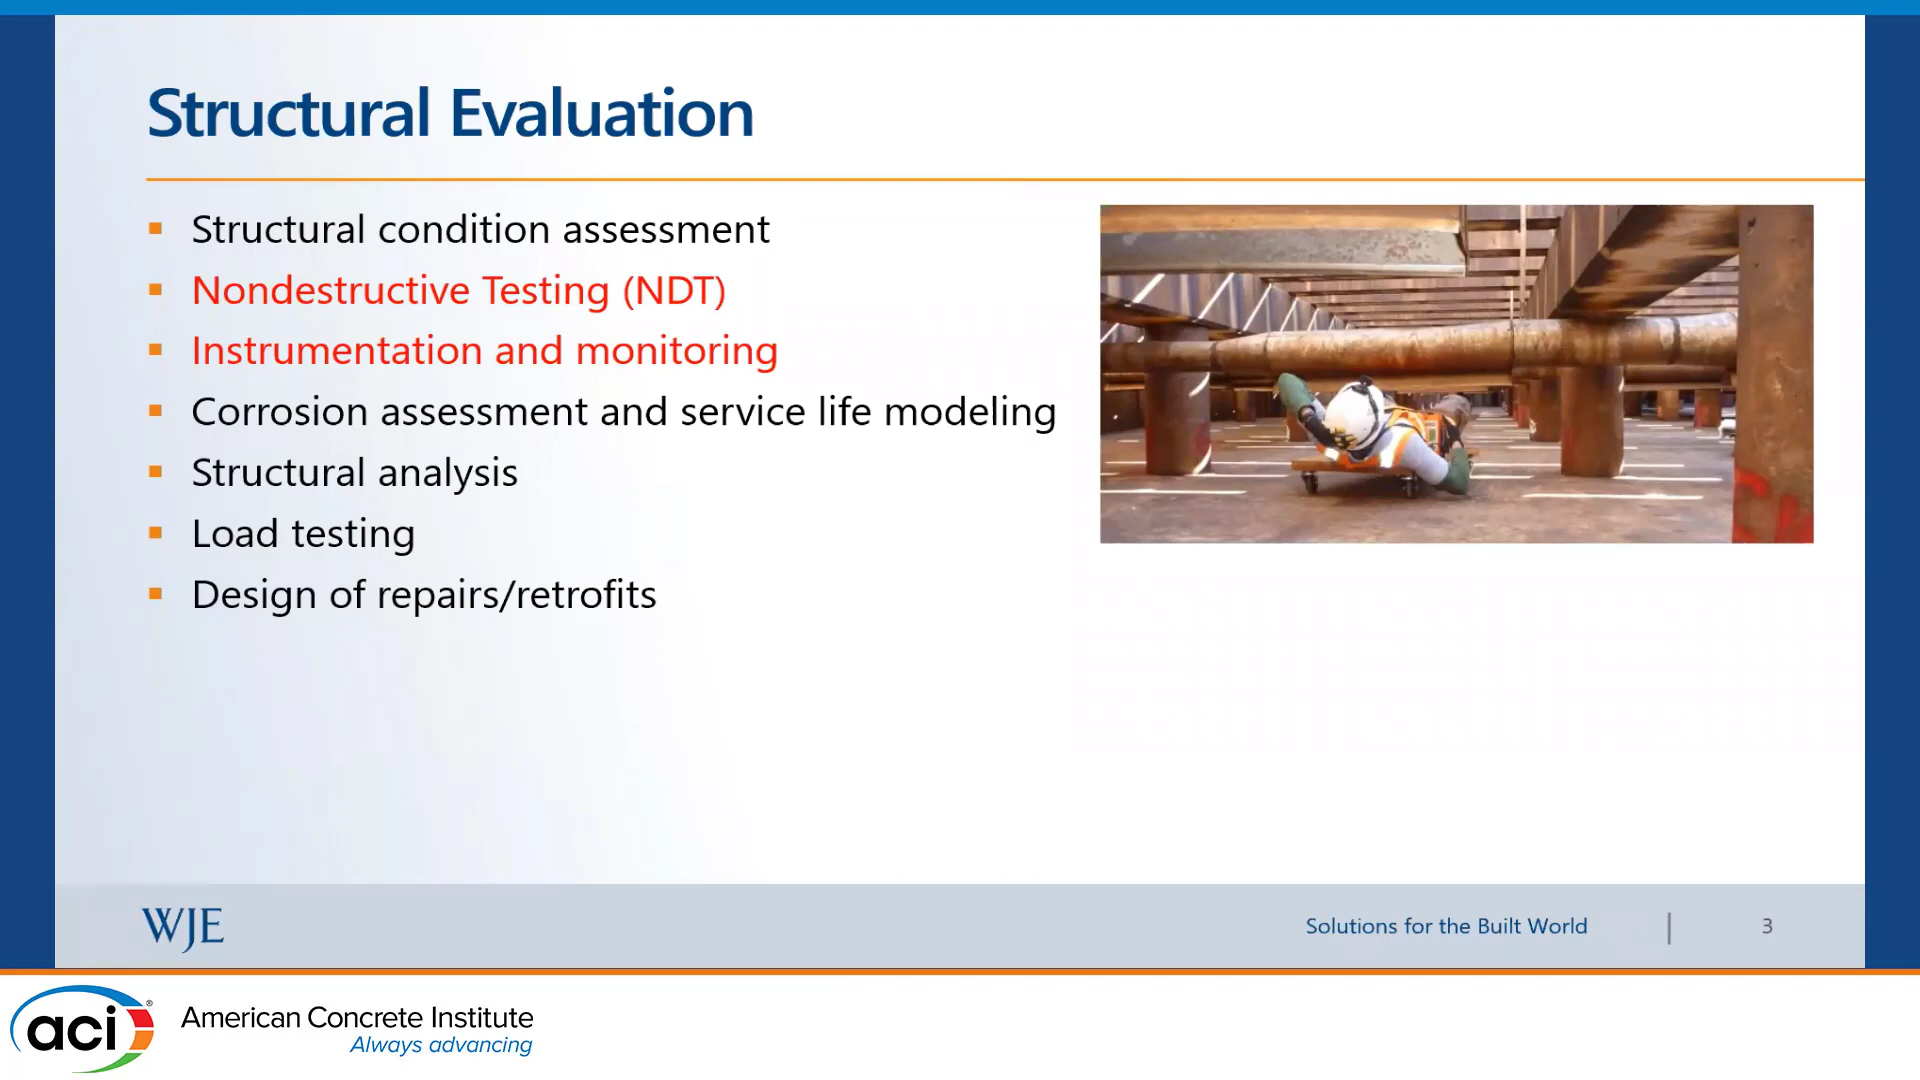 Structural Evaluation
Structural condition assessment
Nondestructive Testing (NDT)
Instrumentation and monitoring
Corrosion assessment and service life modeling
Structural analysis
Load testing
Design of repairs/retrofits
WJE
Solutions for the Built World | 3
aci®
American Concrete Institute
Always advancing